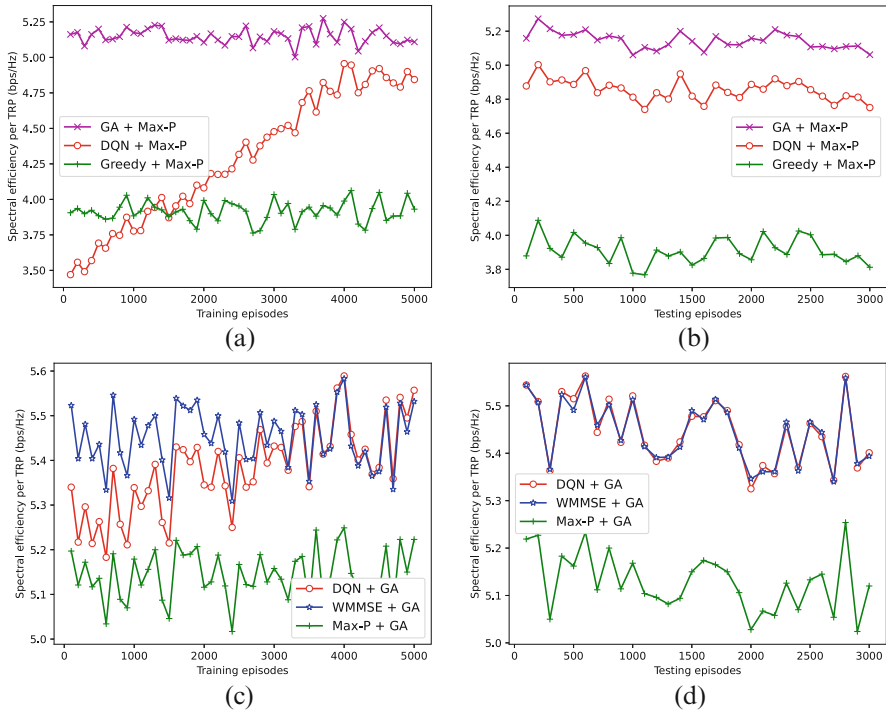 Spectral efficiency per TRP (bps/Hz)
5.25
5.00
4.75
4.50
4.25
4.00
3.75
3.50
GA + Max-P
DQN + Max-P
Greedy + Max-P
0 1000 2000 3000 4000 5000
Training episodes
(a)
Spectral efficiency per TRP (bps/Hz)
5.2
5.0
4.8
4.6
4.4
4.2
4.0
3.8
GA + Max-P
DQN + Max-P
Greedy + Max-P
0 500 1000 1500 2000 2500 3000
Testing episodes
(b)
Spectral efficiency per TRP (bps/Hz)
5.6
5.5
5.4
5.3
5.2
5.1
5.0
DQN + GA
WMMSE + GA
Max-P + GA
0 1000 2000 3000 4000 5000
Training episodes
(c)
Spectral efficiency per TRP (bps/Hz)
5.5
5.4
5.3
5.2
5.1
5.0
DQN + GA
WMMSE + GA
Max-P + GA
0 500 1000 1500 2000 2500 3000
Testing episodes
(d)